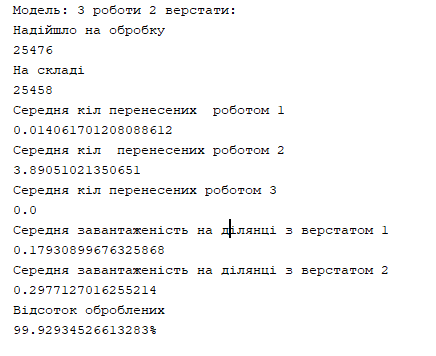 Модель: 3 роботи 2 верстати:
Надійшло на обробку
25476
На складі
25458
Середня кіл перенесених  роботом 1
0.014061701208088612
Середня кіл  перенесених роботом 2
3.89051021350651
Середня кіл перенесених роботом 3
0.0
Середня завантаженість на ділянці з верстатом 1
0.17930899676325868
Середня завантаженість на ділянці з верстатом 2
0.2977127016255214
Відсоток оброблених
99.92934526613283%